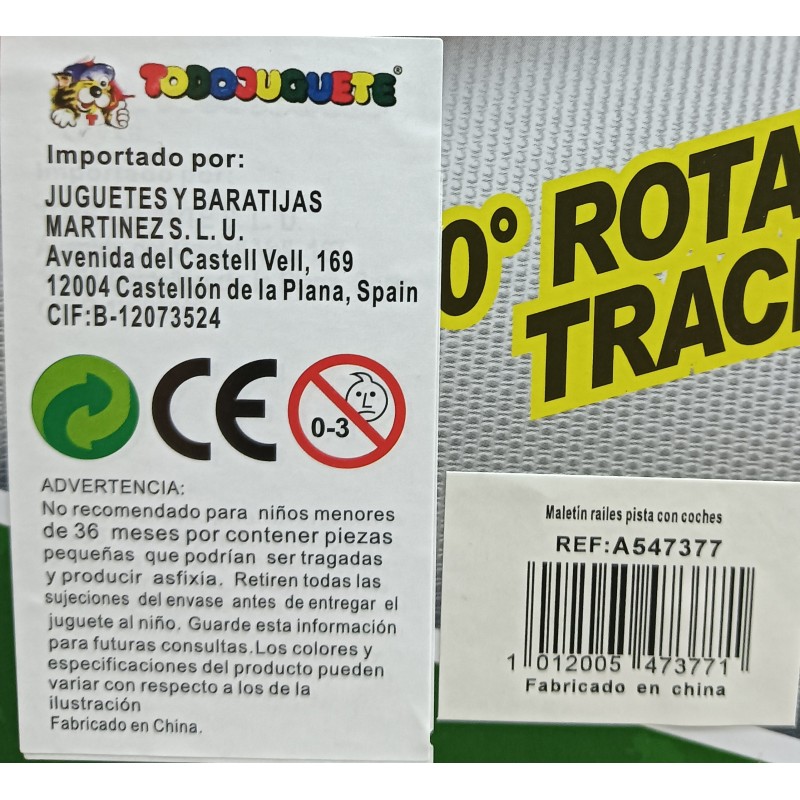 TODOJUGUETE®
Importado por:
JUGUETES Y BARATIJAS
MARTINEZ S. L. U.
Avenida del Castell Vell, 169
12004 Castellón de la Plana, Spain
CIF:B-12073524
CE
0-3
ADVERTENCIA:
No recomendado para niños menores
de 36 meses por contener piezas
pequeñas que podrían ser tragadas
y producir asfixia. Retiren todas las
sujeciones del envase antes de entregar el
juguete al niño. Guarde esta información
para futuras consultas.Los colores y
especificaciones del producto pueden
variar con respecto a los de la
ilustración
Fabricado en China.
0° ROTA
TRAC
Maletin railes pista con coches
REF:A547377
1 012005 473771
Fabricado en china